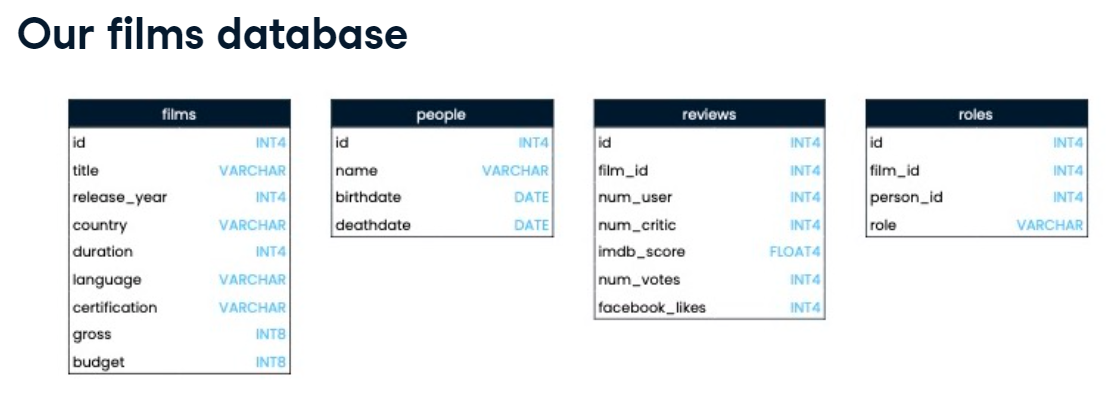 Our films database
films
id INT4
title VARCHAR
release_year INT4
country VARCHAR
duration INT4
language VARCHAR
certification VARCHAR
gross INT8
budget INT8
people
id INT4
name VARCHAR
birthdate DATE
deathdate DATE
reviews
id INT4
film_id INT4
num_user INT4
num_critic INT4
imdb_score FLOAT4
num_votes INT4
facebook_likes INT4
roles
id INT4
film_id INT4
person_id INT4
role VARCHAR